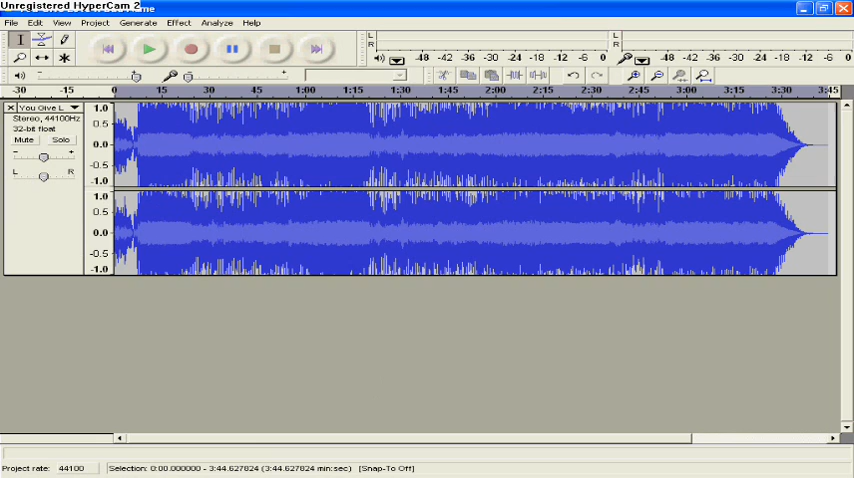 Unregistered HyperCam 2
File Edit View Project Generate Effect Analyze Help
L
R
-48 -42 -36 -30 -24 -18 -12 -6 0
L
R
-48 -42 -36 -30 -24 -18 -12 -6 0
-30 -15 0 15 30 45 1:00 1:15 1:30 1:45 2:00 2:15 2:30 2:45 3:00 3:15 3:30 3:45
You Give L
Stereo, 44100Hz
32-bit float
Mute Solo
- +
L R
1.0
0.5
0.0
-0.5
-1.0
1.0
0.5
0.0
-0.5
-1.0
Project rate: 44100 Selection: 0:00.000000 - 3:44.627824 (3:44.627824 min:sec) [Snap-To Off]